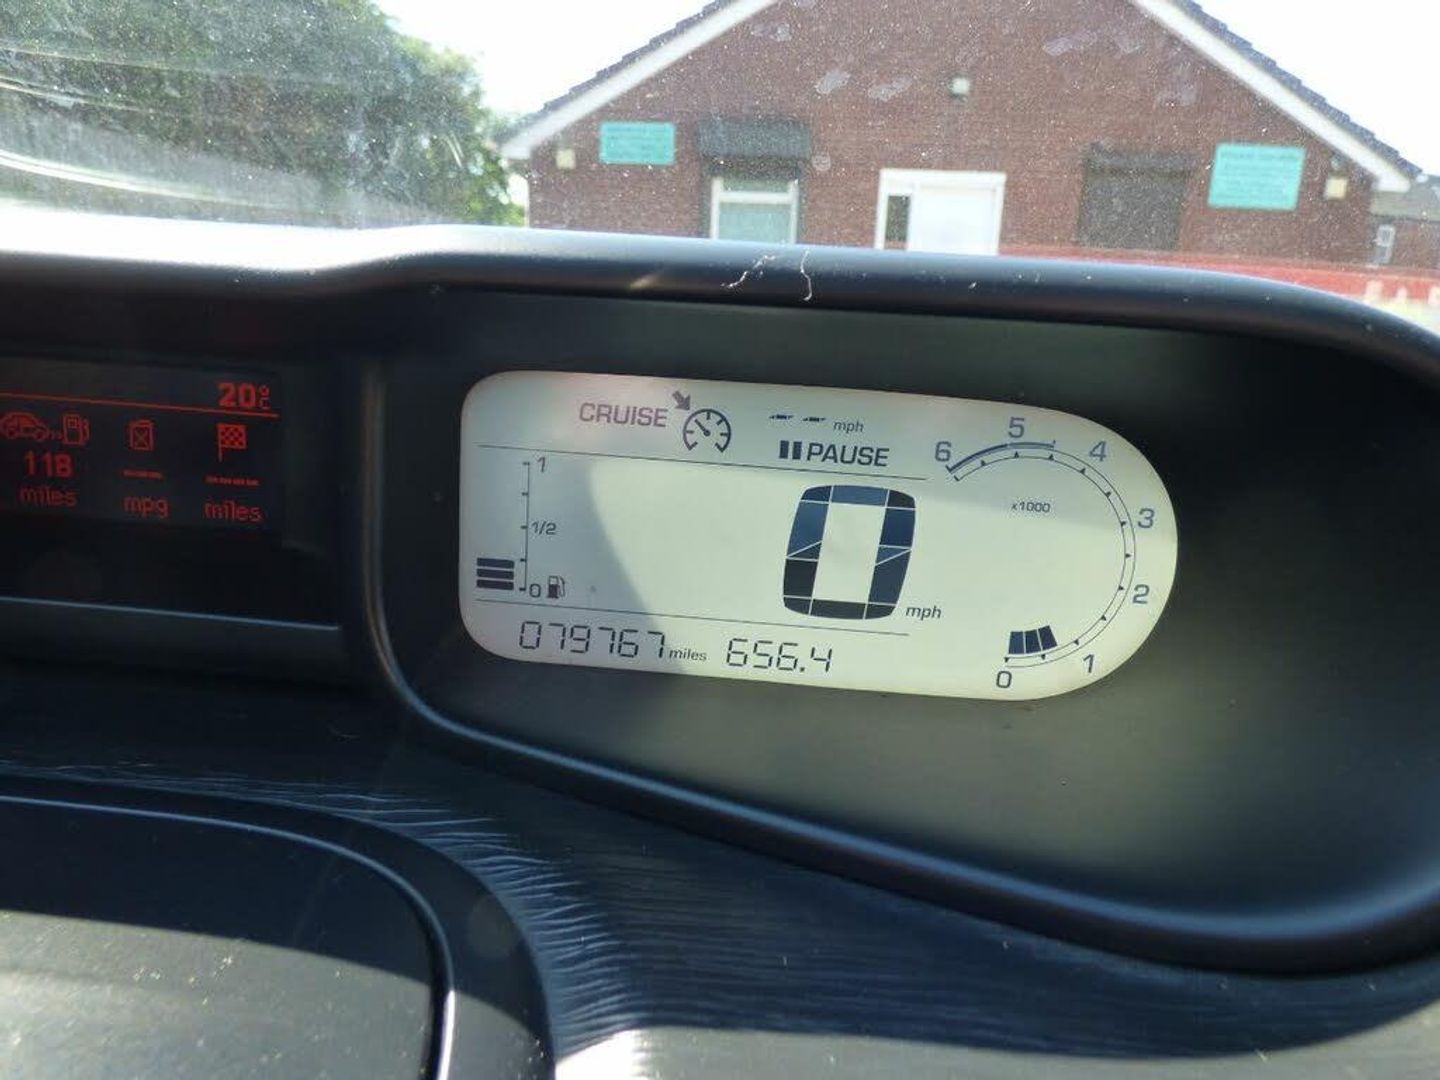 20°C
118
miles
---
mpg
----
miles
CRUISE
-- mph
PAUSE
1
1/2
0
0 mph
079767 miles 656.4
x1000
6
5
4
3
2
1
0